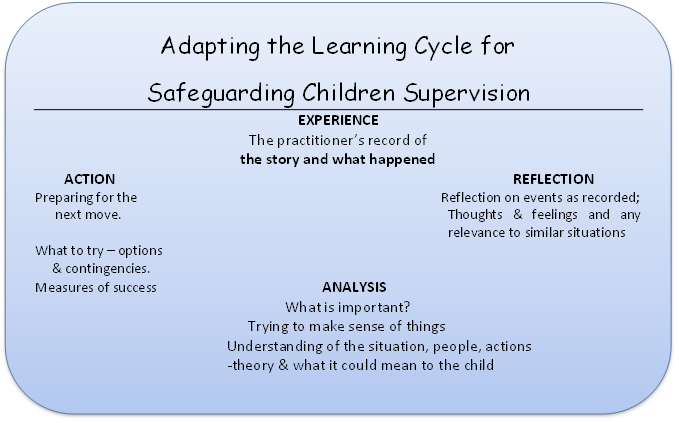 Adapting the Learning Cycle for
Safeguarding Children Supervision
EXPERIENCE
The practitioner's record of
the story and what happened
ACTION
Preparing for the
next move.
What to try – options
& contingencies.
Measures of success
REFLECTION
Reflection on events as recorded;
Thoughts & feelings and any
relevance to similar situations
ANALYSIS
What is important?
Trying to make sense of things
Understanding of the situation, people, actions
-theory & what it could mean to the child